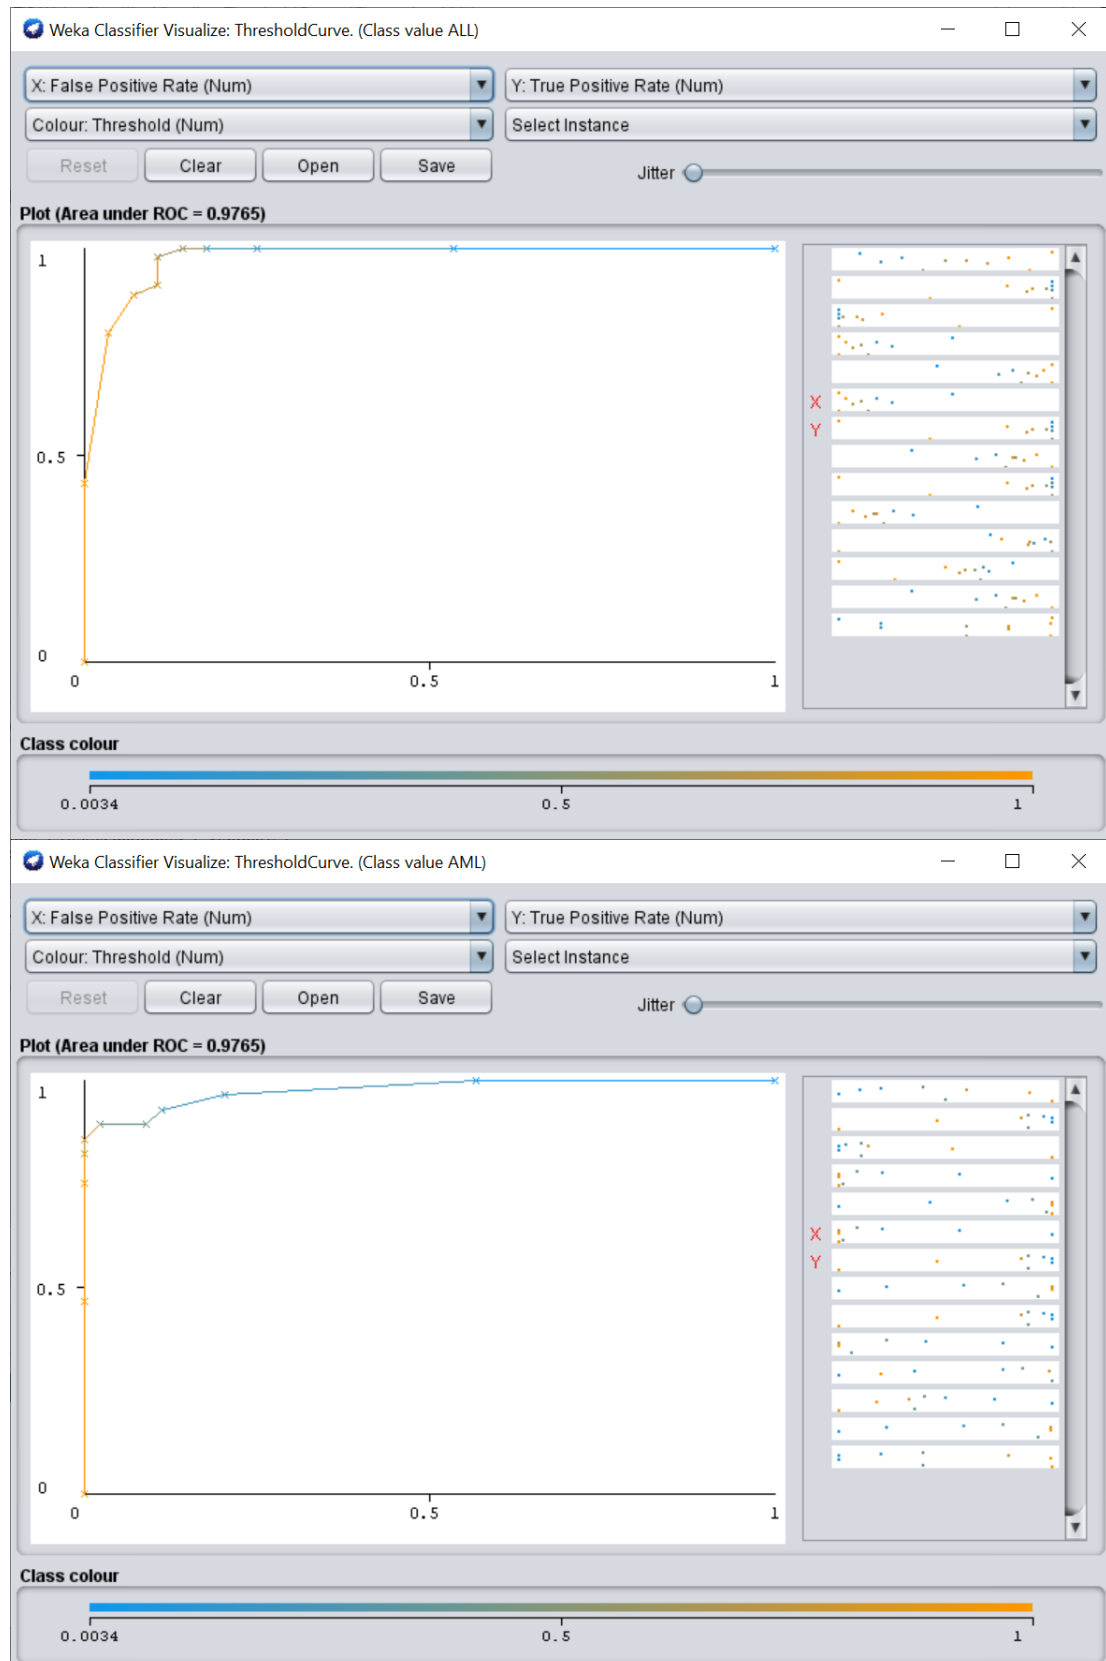 Weka Classifier Visualize: ThresholdCurve. (Class value ALL)
X: False Positive Rate (Num)
Y: True Positive Rate (Num)
Colour: Threshold (Num)
Select Instance
Reset
Clear
Open
Save
Jitter
Plot (Area under ROC = 0.9765)
1
0.5
0
0
0.5
1
X
Y
Class colour
0.0034
0.5
1
Weka Classifier Visualize: ThresholdCurve. (Class value AML)
X: False Positive Rate (Num)
Y: True Positive Rate (Num)
Colour: Threshold (Num)
Select Instance
Reset
Clear
Open
Save
Jitter
Plot (Area under ROC = 0.9765)
1
0.5
0
0
0.5
1
X
Y
Class colour
0.0034
0.5
1